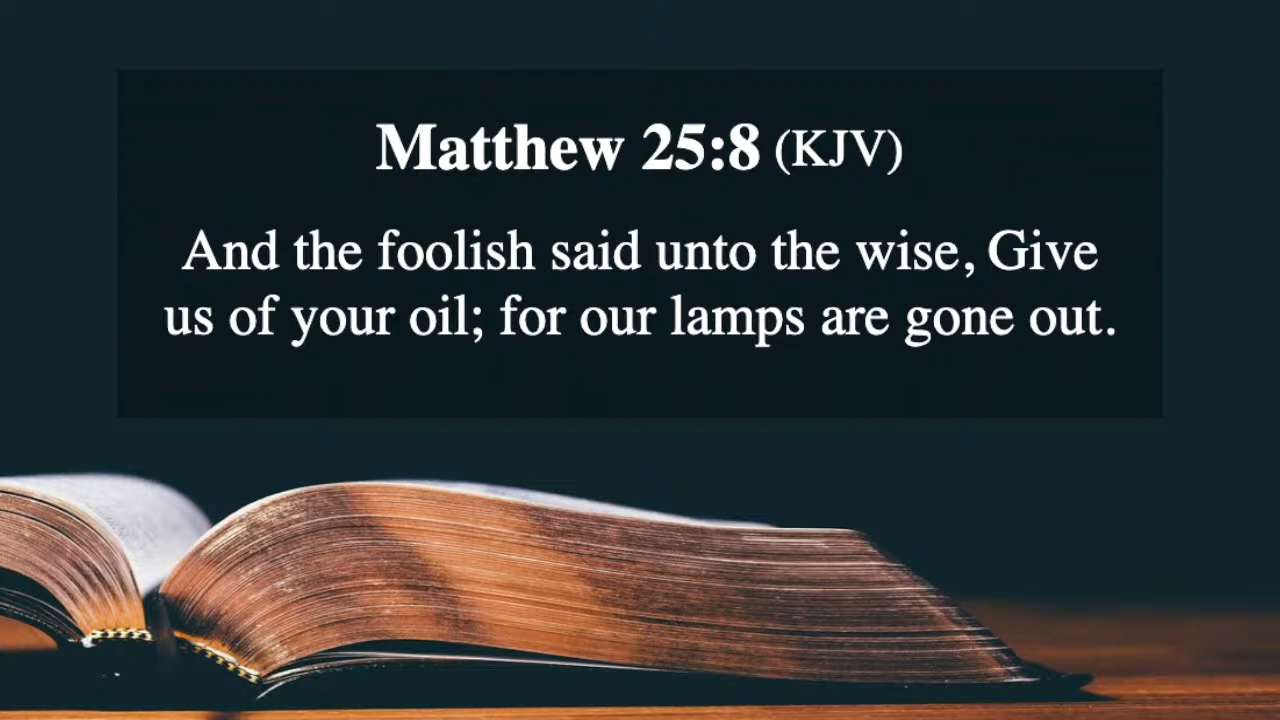 Matthew 25:8 (KJV)
And the foolish said unto the wise, Give
us of your oil; for our lamps are gone out.